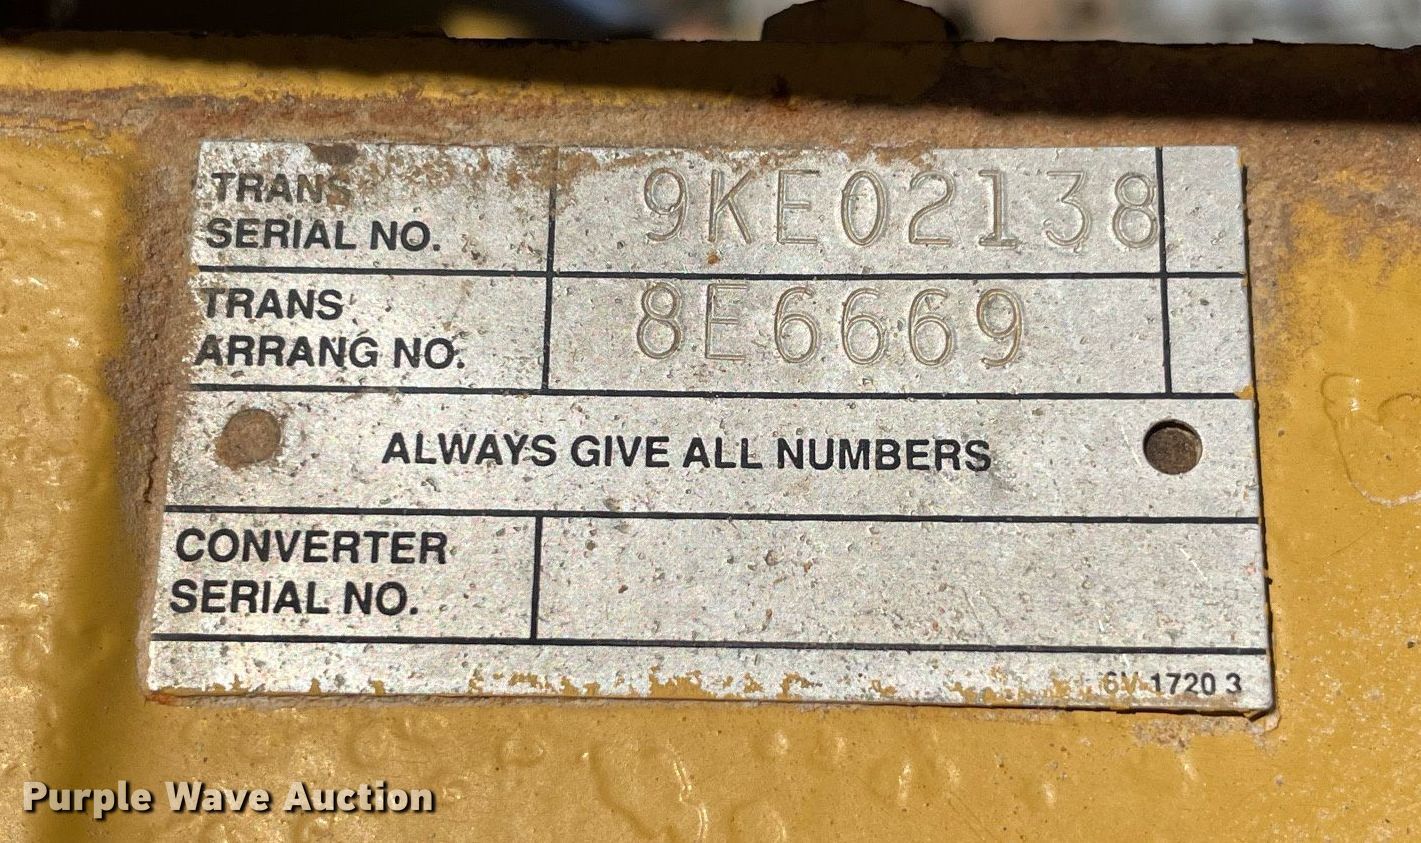 TRANS
SERIAL NO.
9KE02138
TRANS
ARRANG NO.
8E6669
ALWAYS GIVE ALL NUMBERS
CONVERTER
SERIAL NO.
6V 1720 3
Purple Wave Auction